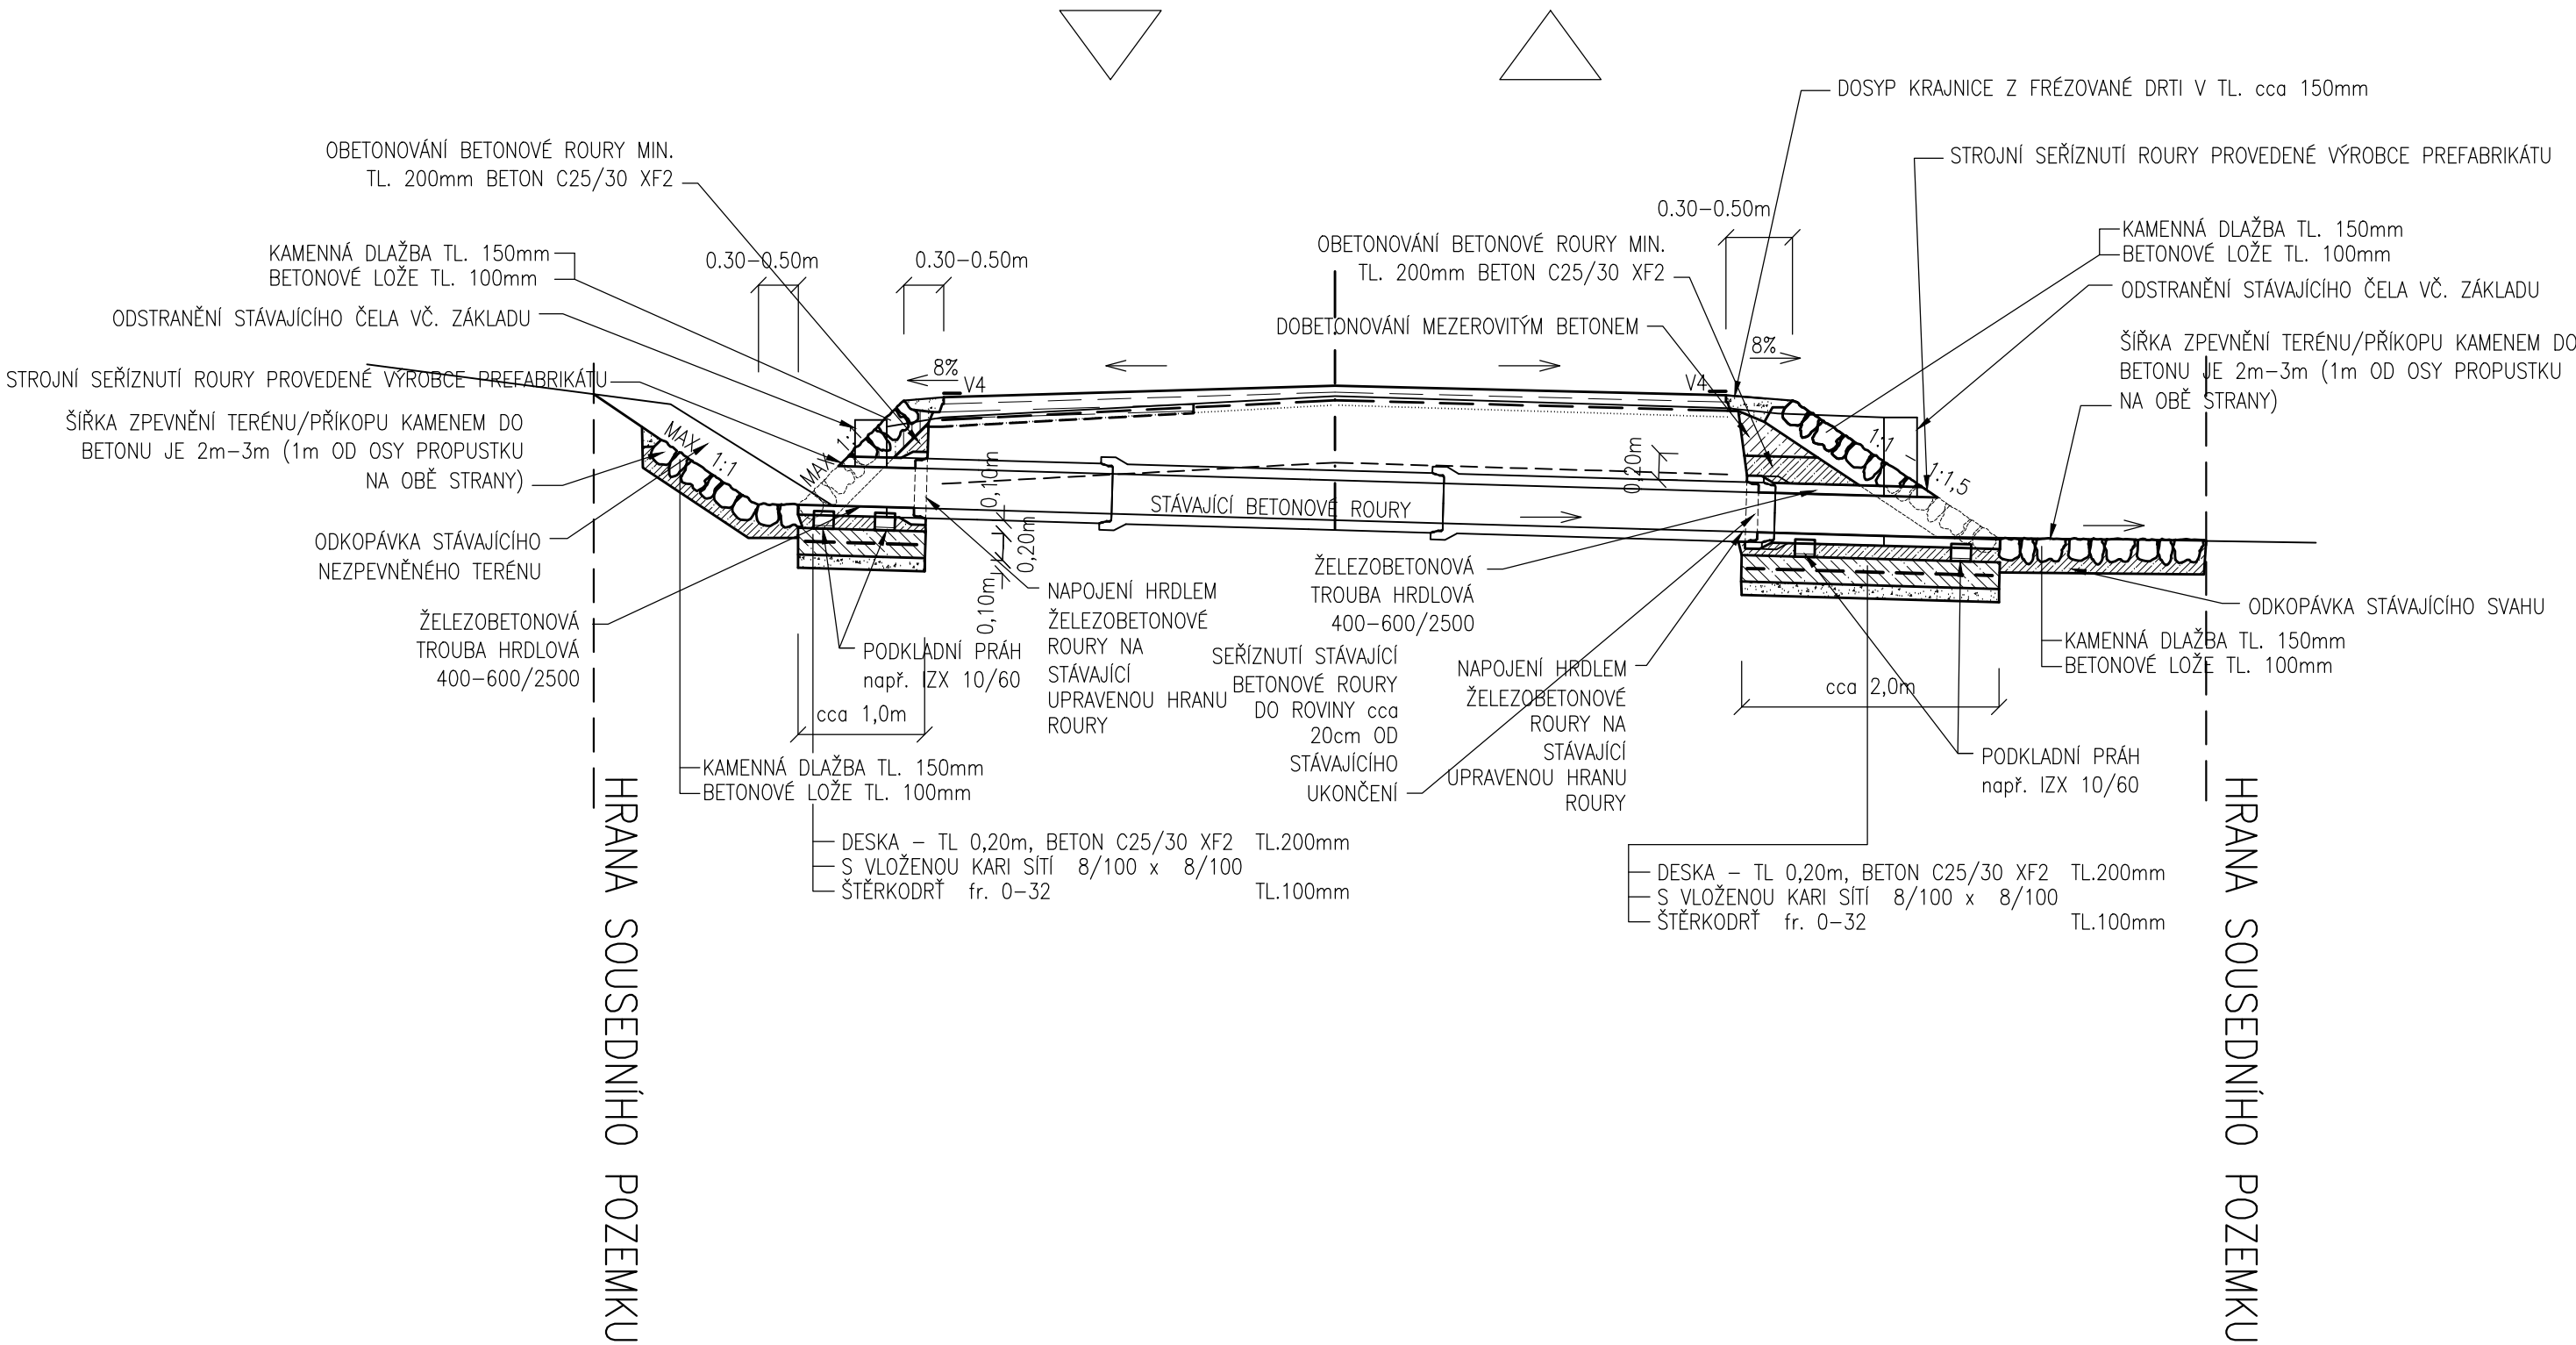 DOSYP KRAJNICE Z FRÉZOVANÉ DRTI V TL. cca 150mm
OBETONOVÁNÍ BETONOVÉ ROURY MIN.
TL. 200mm BETON C25/30 XF2
STROJNÍ SEŘÍZNUTÍ ROURY PROVEDENÉ VÝROBCE PREFABRIKÁTU
KAMENNÁ DLAŽBA TL. 150mm
BETONOVÉ LOŽE TL. 100mm
0.30-0.50m
0.30-0.50m
0.30-0.50m
OBETONOVÁNÍ BETONOVÉ ROURY MIN.
TL. 200mm BETON C25/30 XF2
KAMENNÁ DLAŽBA TL. 150mm
BETONOVÉ LOŽE TL. 100mm
ODSTRANĚNÍ STÁVAJÍCÍHO ČELA VČ. ZÁKLADU
ODSTRANĚNÍ STÁVAJÍCÍHO ČELA VČ. ZÁKLADU
DOBETONOVÁNÍ MEZEROVITÝM BETONEM
ŠÍŘKA ZPEVNĚNÍ TERÉNU/PŘÍKOPU KAMENEM DO
BETONU JE 2m-3m (1m OD OSY PROPUSTKU
NA OBĚ STRANY)
STROJNÍ SEŘÍZNUTÍ ROURY PROVEDENÉ VÝROBCE PREFABRIKÁTU
8%
V4
V4
8%
ŠÍŘKA ZPEVNĚNÍ TERÉNU/PŘÍKOPU KAMENEM DO
BETONU JE 2m-3m (1m OD OSY PROPUSTKU
NA OBĚ STRANY)
MAX 1:1
MAX 1:1
1:1 - 1:1,5
0,10m
0,20m
0,10m
0,20m
STÁVAJÍCÍ BETONOVÉ ROURY
ODKOPÁVKA STÁVAJÍCÍHO
NEZPEVNĚNÉHO TERÉNU
ŽELEZOBETONOVÁ
TROUBA HRDLOVÁ
400-600/2500
PODKLADNÍ PRÁH
např. IZX 10/60
cca 1,0m
NAPOJENÍ HRDLEM
ŽELEZOBETONOVÉ
ROURY NA
STÁVAJÍCÍ
UPRAVENOU HRANU
ROURY
ŽELEZOBETONOVÁ
TROUBA HRDLOVÁ
400-600/2500
SEŘÍZNUTÍ STÁVAJÍCÍ
BETONOVÉ ROURY
DO ROVINY cca
20cm OD
STÁVAJÍCÍHO
UKONČENÍ
NAPOJENÍ HRDLEM
ŽELEZOBETONOVÉ
ROURY NA
STÁVAJÍCÍ
UPRAVENOU HRANU
ROURY
cca 2,0m
PODKLADNÍ PRÁH
např. IZX 10/60
ODKOPÁVKA STÁVAJÍCÍHO SVAHU
KAMENNÁ DLAŽBA TL. 150mm
BETONOVÉ LOŽE TL. 100mm
KAMENNÁ DLAŽBA TL. 150mm
BETONOVÉ LOŽE TL. 100mm
DESKA - TL 0,20m, BETON C25/30 XF2 TL.200mm
S VLOŽENOU KARI SÍTÍ 8/100 x 8/100
ŠTĚRKODRŤ fr. 0-32 TL.100mm
DESKA - TL 0,20m, BETON C25/30 XF2 TL.200mm
S VLOŽENOU KARI SÍTÍ 8/100 x 8/100
ŠTĚRKODRŤ fr. 0-32 TL.100mm
HRANA SOUSEDNÍHO POZEMKU
HRANA SOUSEDNÍHO POZEMKU